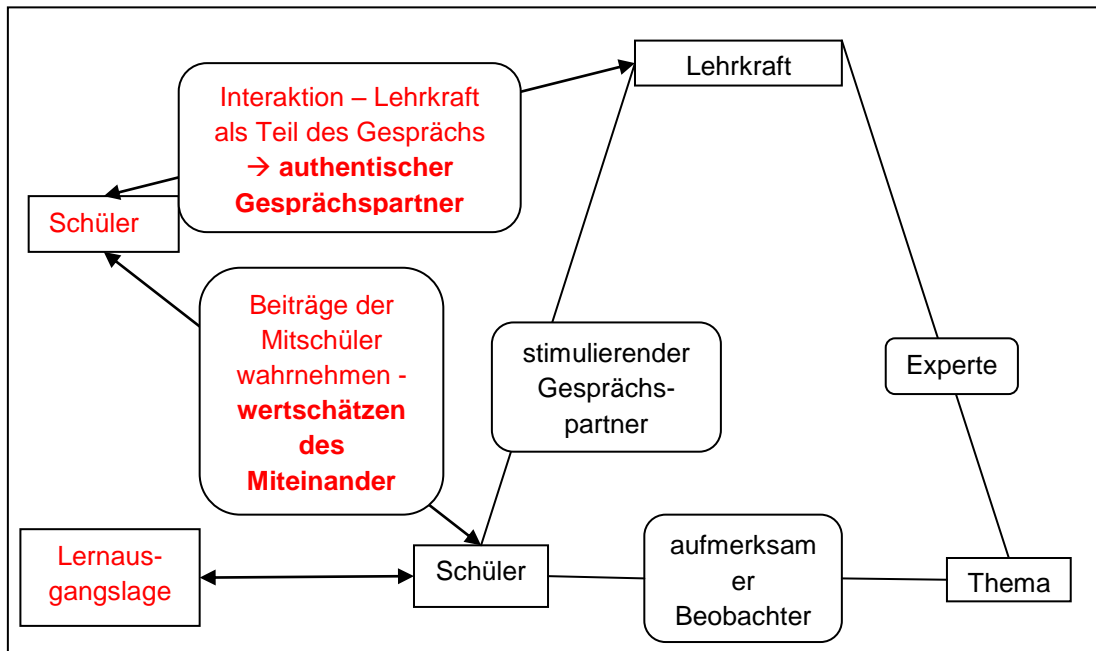 Lehrkraft
Interaktion – Lehrkraft
als Teil des Gesprächs
→ authentischer
Gesprächspartner
Schüler
Beiträge der
Mitschüler
wahrnehmen -
wertschätzen
des
Miteinander
stimulierender
Gesprächs-
partner
Experte
Lernaus-
gangslage
Schüler
aufmerksam
er
Beobachter
Thema